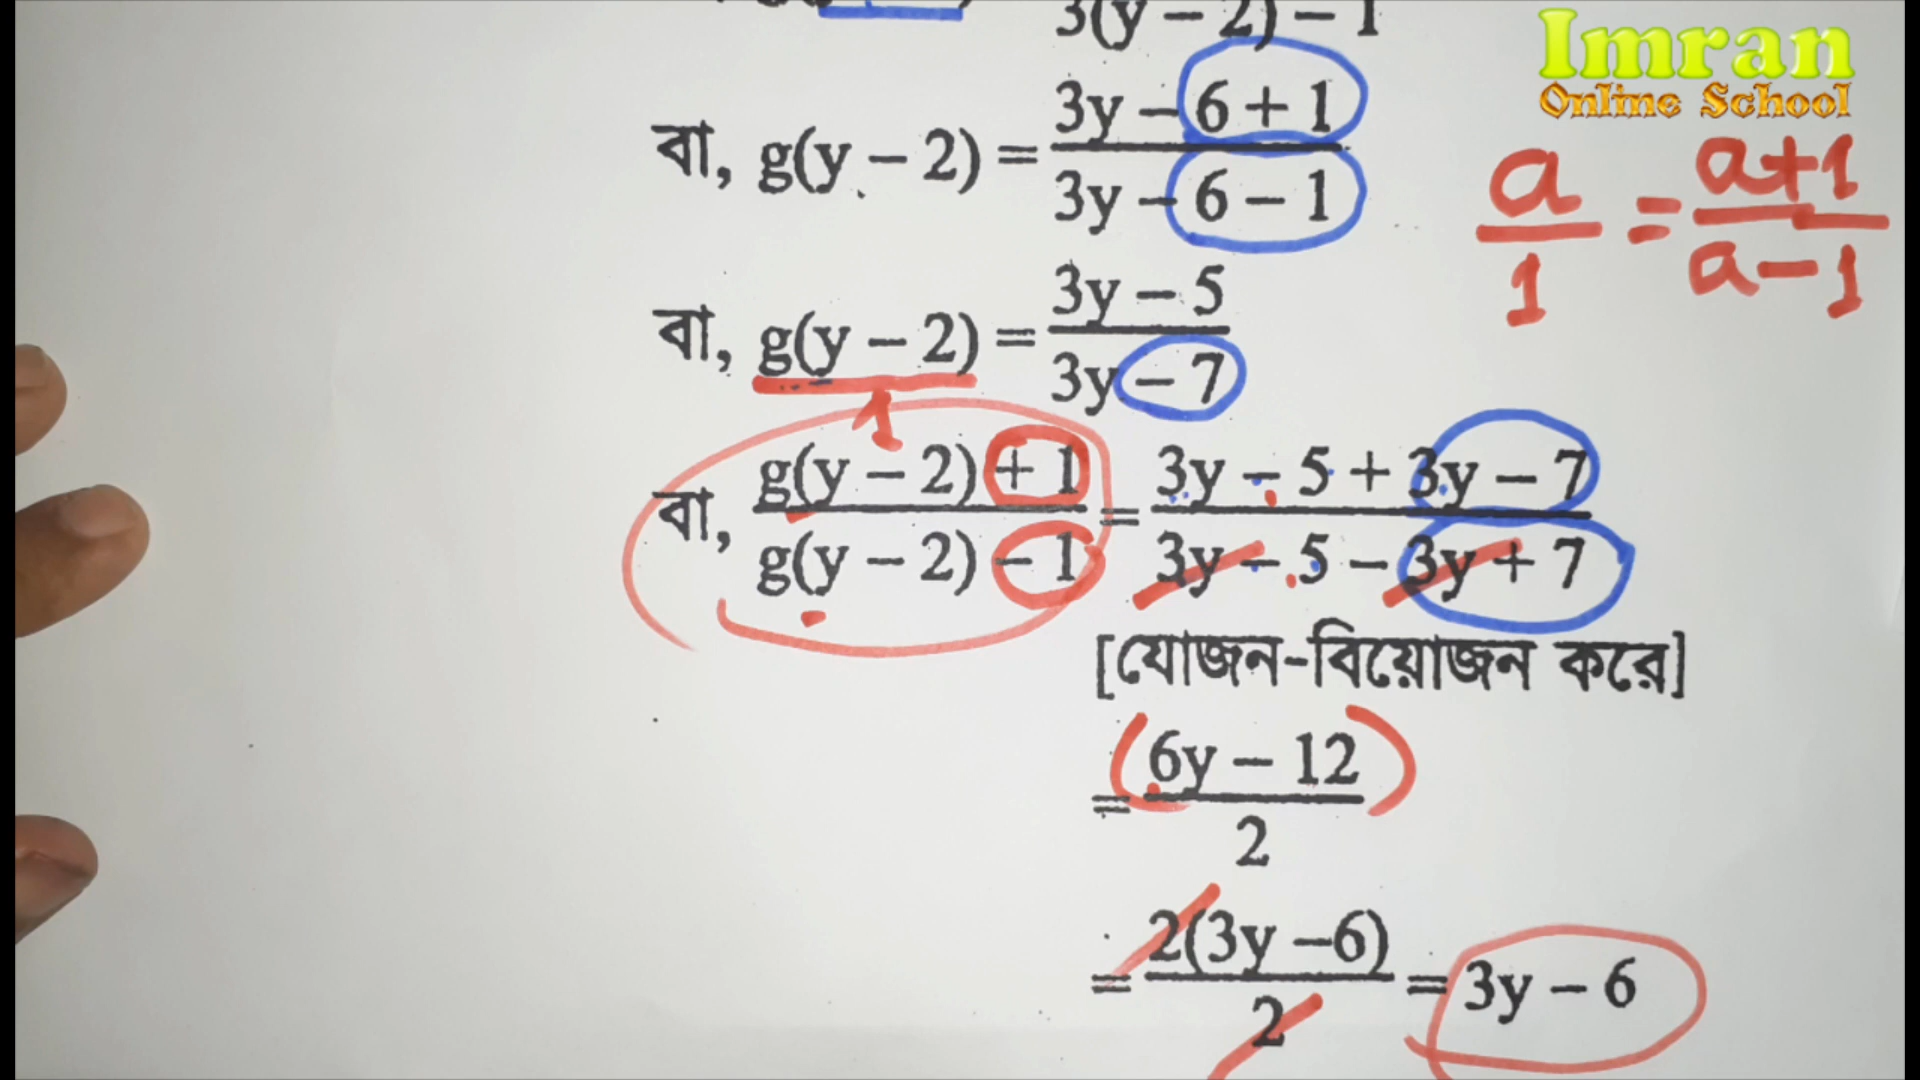 3(y − 2) − 1
Imran
Online School
বা, g(y − 2) = (3y − 6 + 1)/(3y − 6 − 1)
a/1 = (a+1)/(a−1)
বা, g(y − 2) = (3y − 5)/(3y − 7)
1
বা, (g(y − 2) + 1)/(g(y − 2) − 1) = (3y − 5 + 3y − 7)/(3y − 5 − 3y + 7)
[যোজন-বিয়োজন করে]
= (6y − 12)/2
= 2(3y −6)/2 = 3y − 6